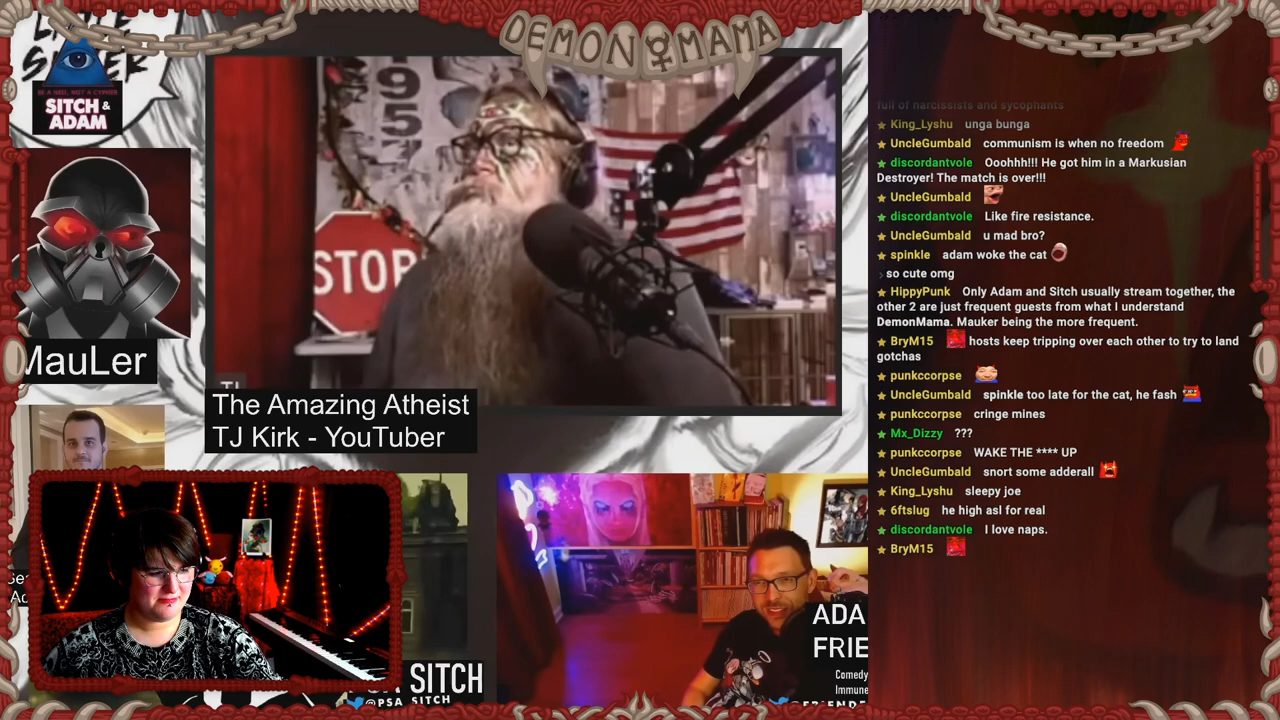 DEMON MAMA
BE A NEO, NOT A CYPHER
SITCH &
ADAM
1957
STOP
MauLer
The Amazing Atheist
TJ Kirk - YouTuber
SITCH
ADA
FRIE
Comedy
Immune
full of narcissists and sycophants
King_Lyshu unga bunga
UncleGumbald communism is when no freedom
discordantvole Ooohhh!!! He got him in a Markusian
Destroyer! The match is over!!!
UncleGumbald
discordantvole Like fire resistance.
UncleGumbald u mad bro?
spinkle adam woke the cat
so cute omg
HippyPunk Only Adam and Sitch usually stream together, the
other 2 are just frequent guests from what I understand
DemonMama. Mauker being the more frequent.
BryM15 hosts keep tripping over each other to try to land
gotchas
punkccorpse
UncleGumbald spinkle too late for the cat, he fash
punkccorpse cringe mines
Mx_Dizzy ???
punkccorpse WAKE THE **** UP
UncleGumbald snort some adderall
King_Lyshu sleepy joe
6ftslug he high asl for real
discordantvole I love naps.
BryM15